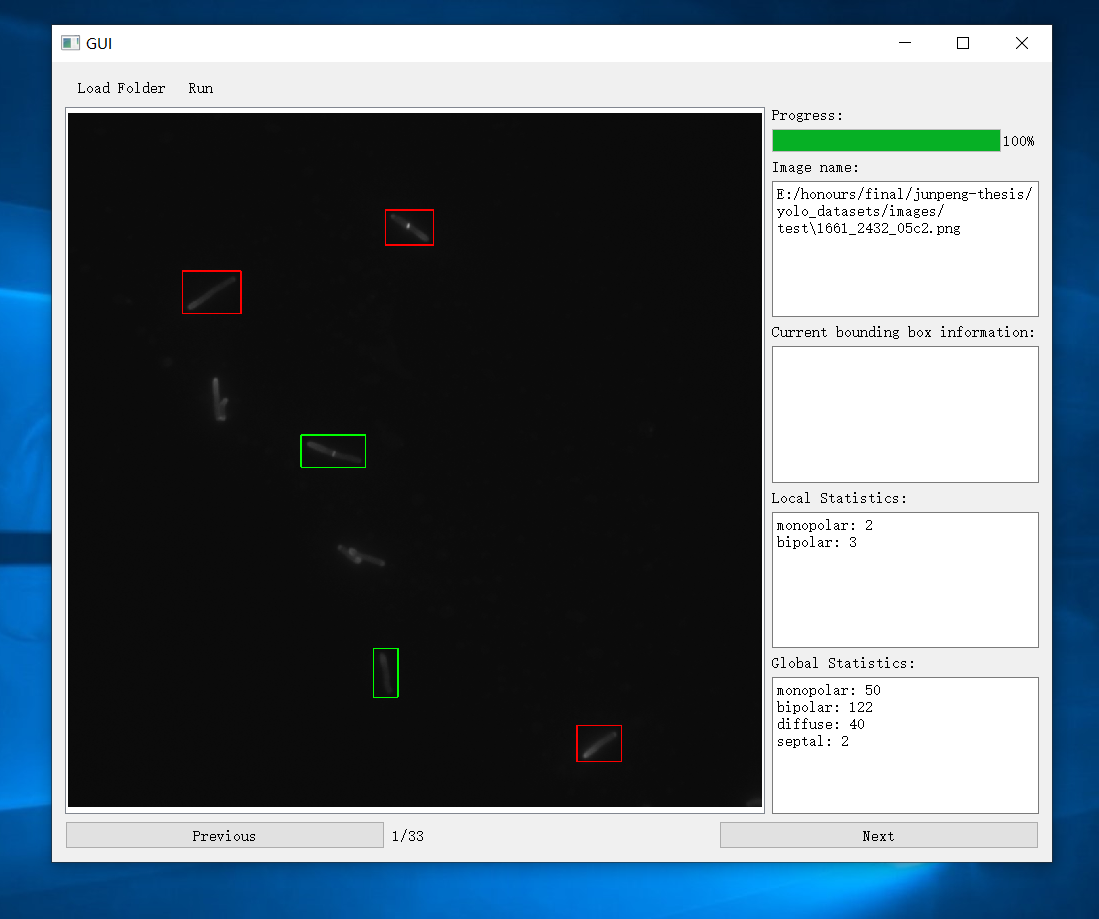 GUI
Load Folder Run
Progress:
100%
Image name:
E:/honours/final/junpeng-thesis/
yolo_datasets/images/
test\1661_2432_05c2.png
Current bounding box information:
Local Statistics:
monopolar: 2
bipolar: 3
Global Statistics:
monopolar: 50
bipolar: 122
diffuse: 40
septal: 2
Previous 1/33 Next